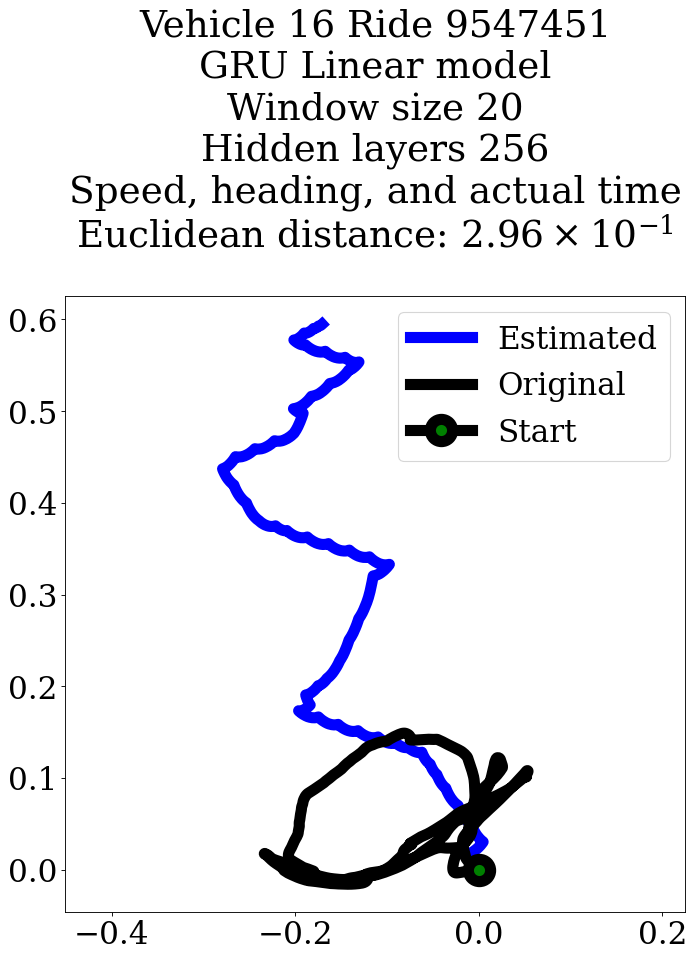 Vehicle 16 Ride 9547451
GRU Linear model
Window size 20
Hidden layers 256
Speed, heading, and actual time
Euclidean distance: 2.96 × 10⁻¹
Estimated
Original
Start
0.6
0.5
0.4
0.3
0.2
0.1
0.0
−0.4 −0.2 0.0 0.2